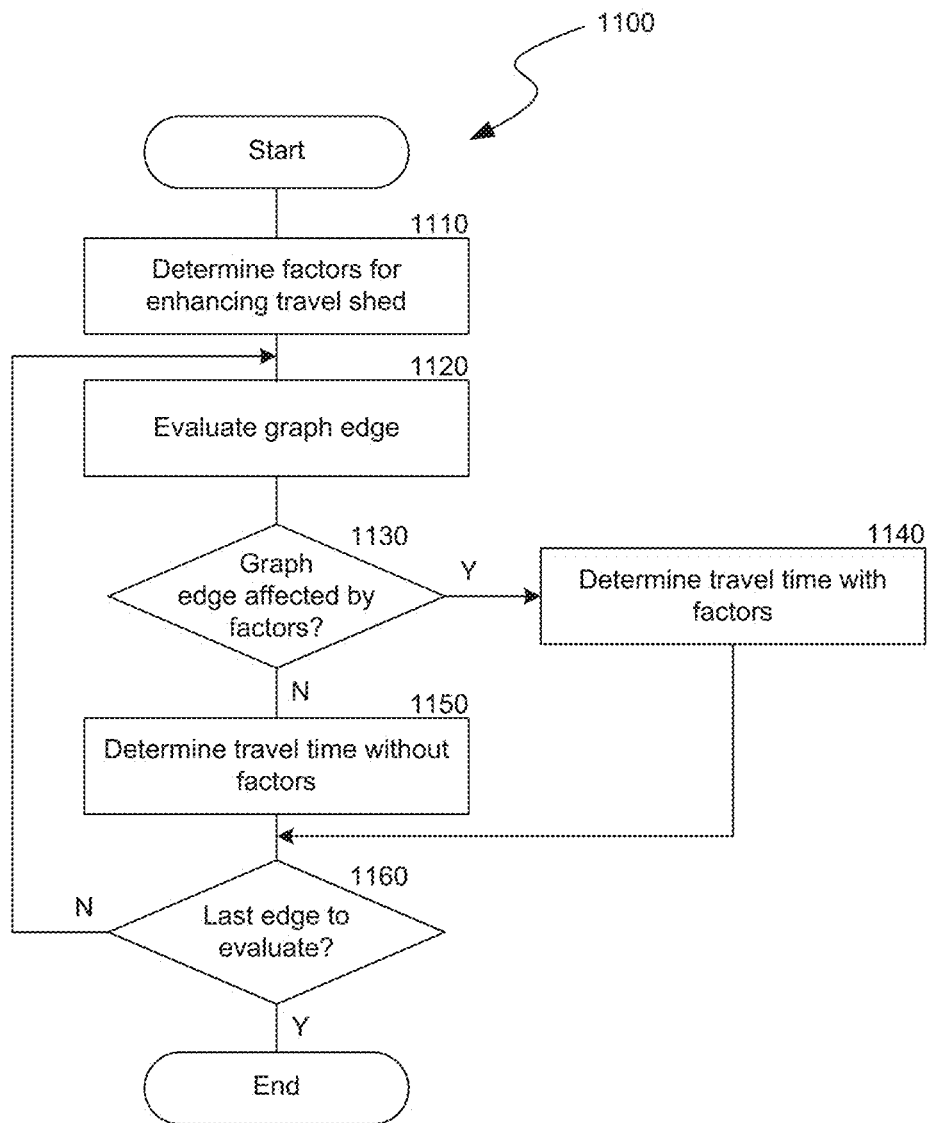 1100
Start
1110
Determine factors for
enhancing travel shed
1120
Evaluate graph edge
1130
Graph
edge affected by
factors?
Y
1140
Determine travel time with
factors
N
1150
Determine travel time without
factors
1160
N
Last edge to
evaluate?
Y
End